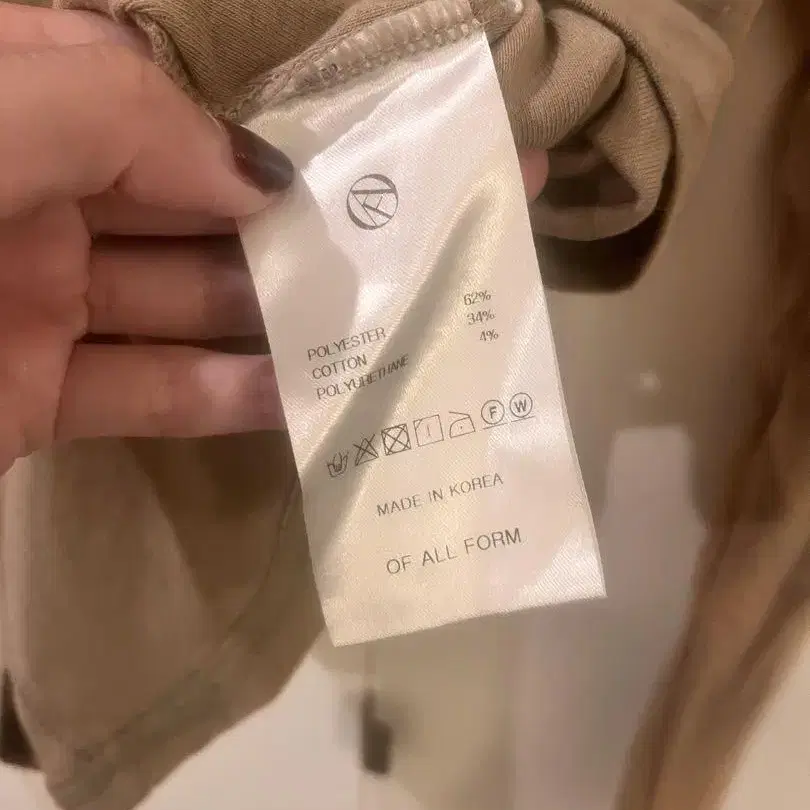 POLYESTER 62%
COTTON 34%
POLYURETHANE 4%
F W
MADE IN KOREA
OF ALL FORM